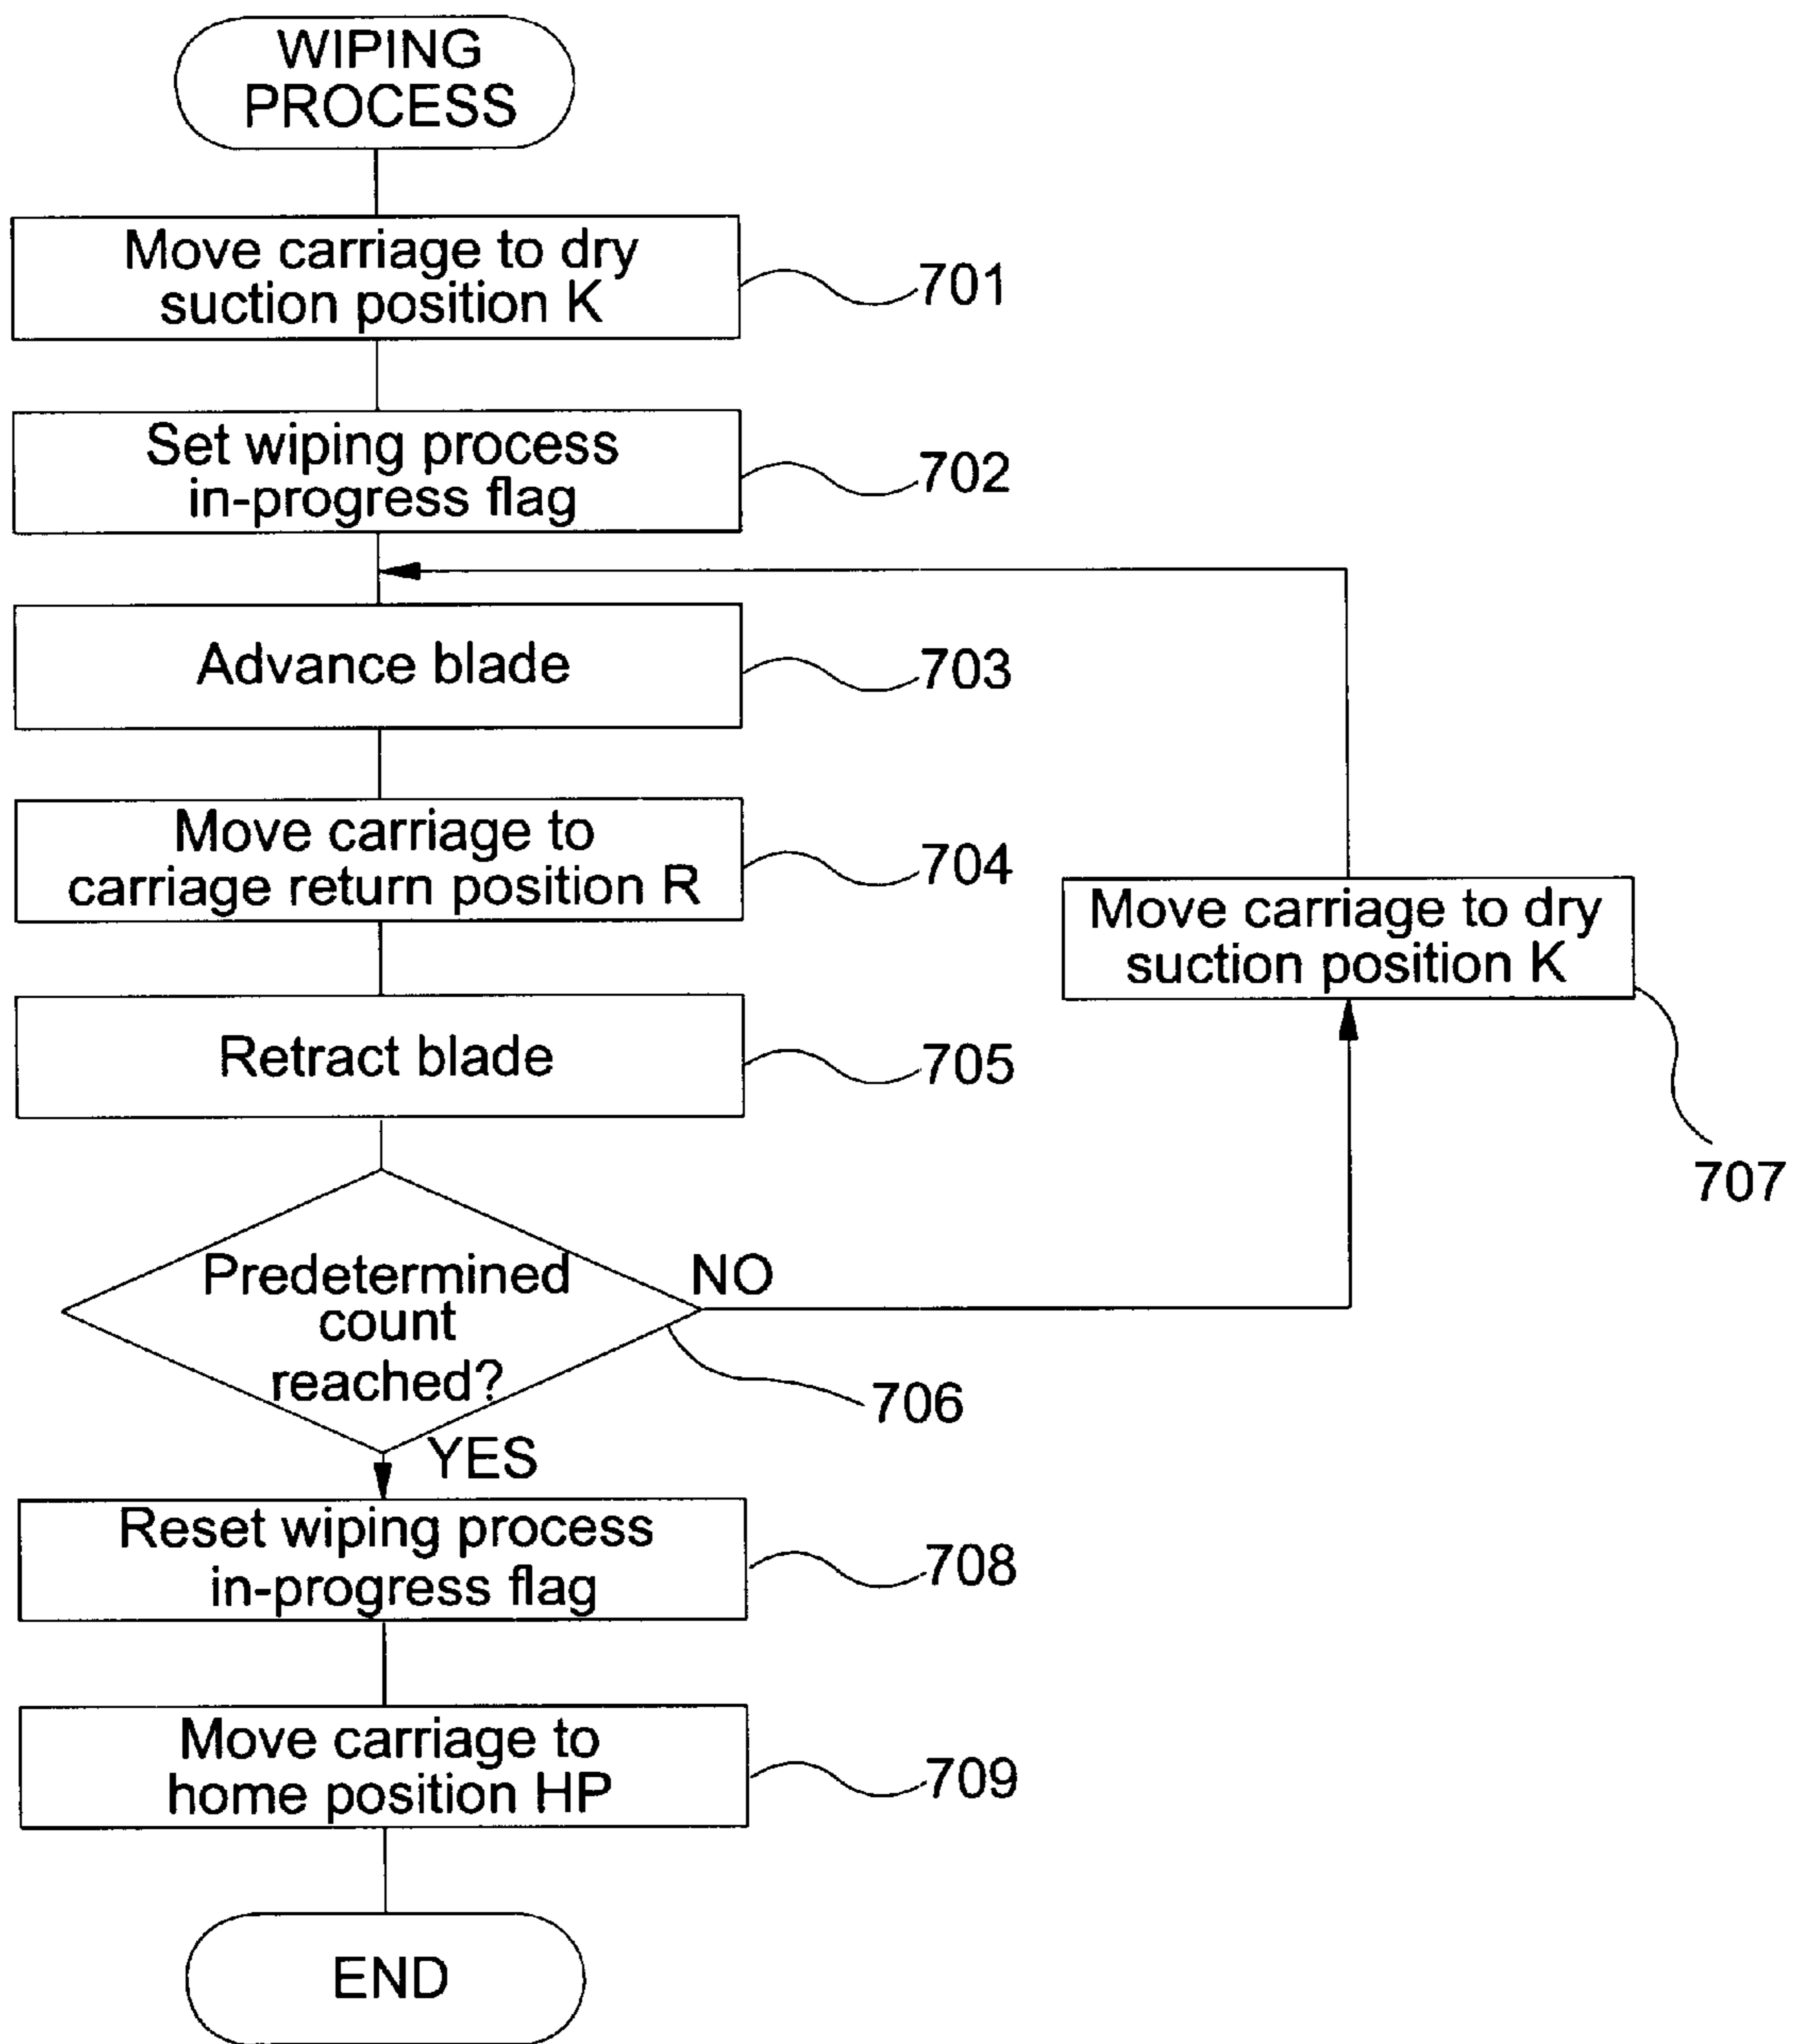 WIPING
PROCESS
Move carriage to dry
suction position K
701
Set wiping process
in-progress flag
702
Advance blade
703
Move carriage to
carriage return position R
704
Move carriage to dry
suction position K
707
Retract blade
705
Predetermined
count
reached?
NO
706
YES
Reset wiping process
in-progress flag
708
Move carriage to
home position HP
709
END